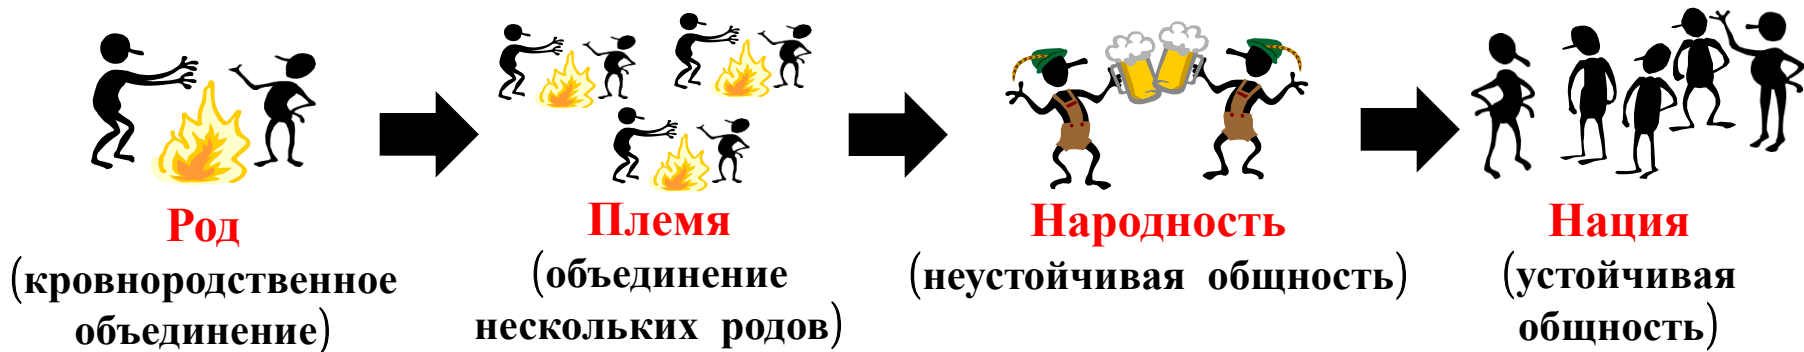 Род
(кровнородственное
объединение)
Племя
(объединение
нескольких родов)
Народность
(неустойчивая общность)
Нация
(устойчивая
общность)